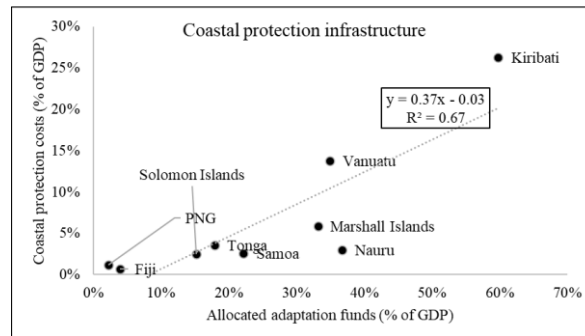 Coastal protection infrastructure
30%
25%
20%
15%
10%
5%
0%
Coastal protection costs (% of GDP)
Kiribati
y = 0.37x - 0.03
R² = 0.67
Vanuatu
Solomon Islands
PNG
Marshall Islands
Tonga
Samoa
Nauru
Fiji
0% 10% 20% 30% 40% 50% 60% 70%
Allocated adaptation funds (% of GDP)